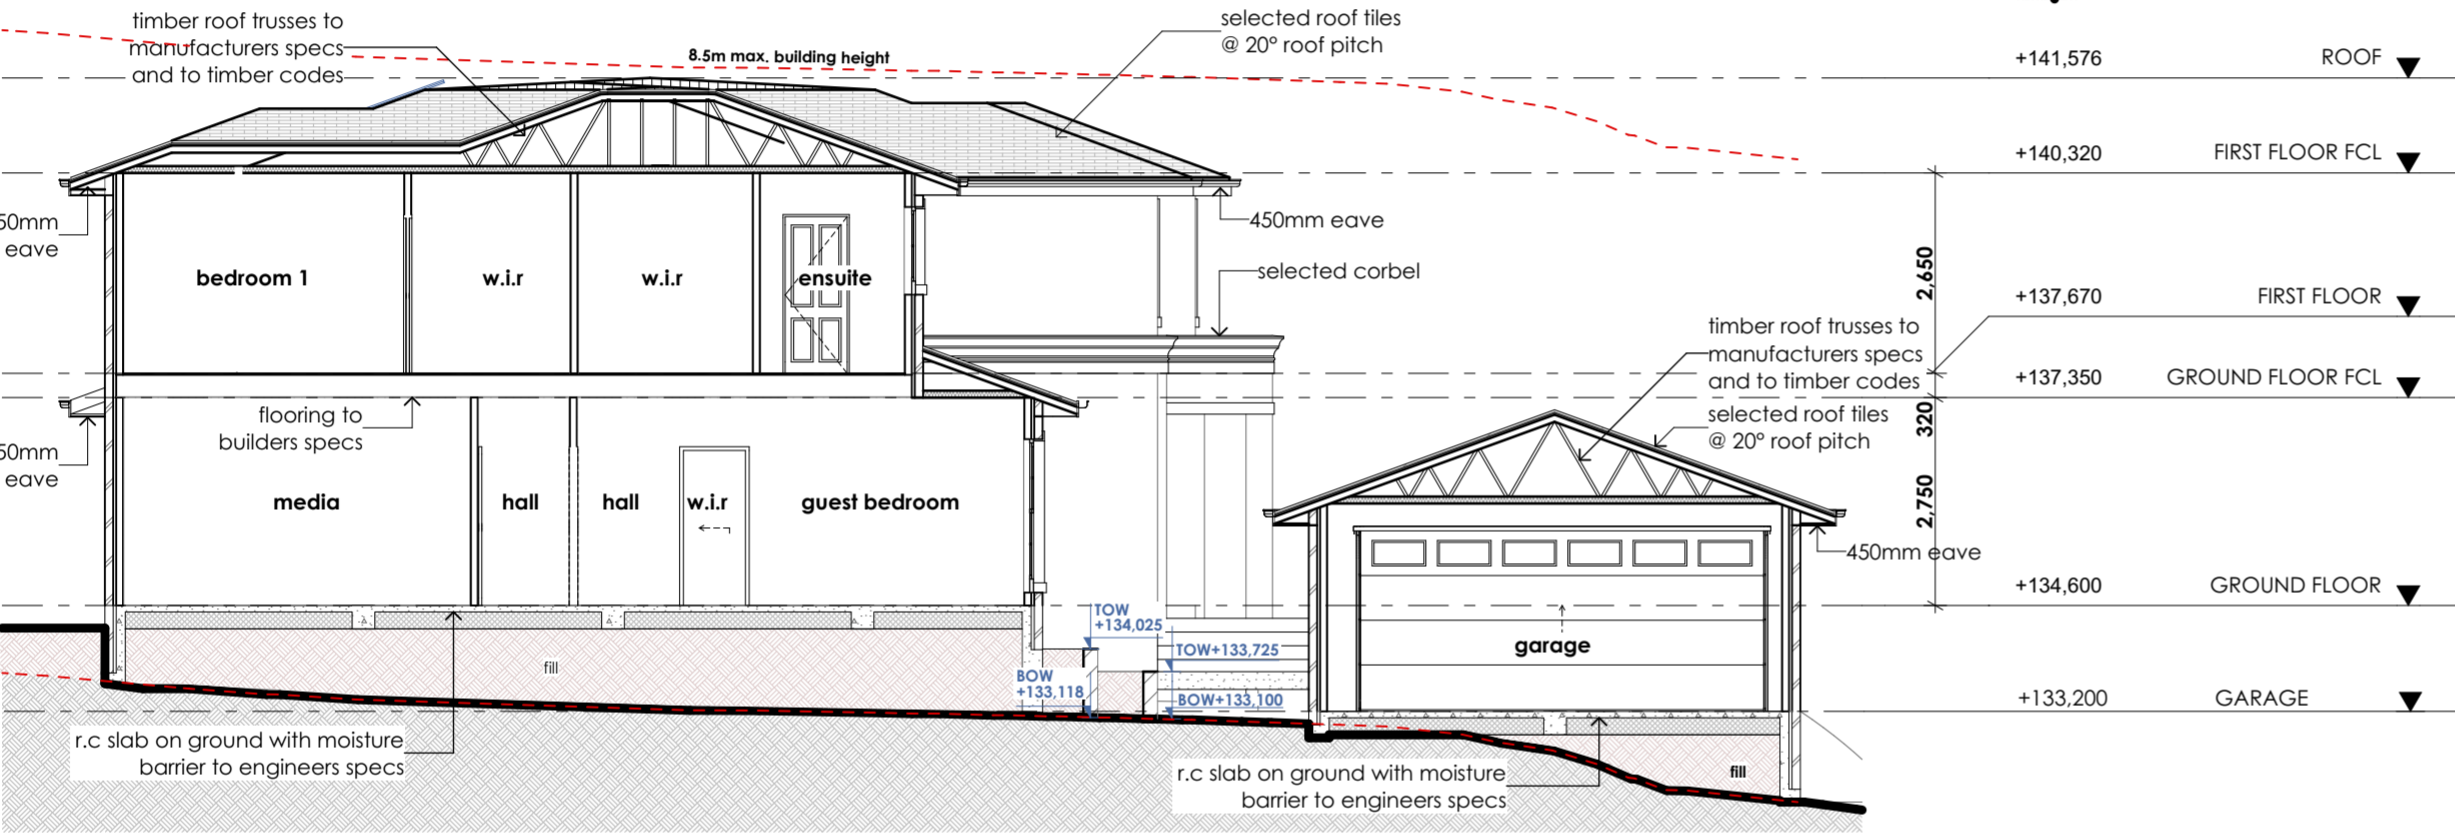 timber roof trusses to
manufacturers specs
and to timber codes
8.5m max. building height
selected roof tiles
@ 20° roof pitch
+141,576 ROOF
+140,320 FIRST FLOOR FCL
50mm
eave
450mm eave
bedroom 1
w.i.r
w.i.r
ensuite
selected corbel
2,650
+137,670 FIRST FLOOR
timber roof trusses to
manufacturers specs
and to timber codes
+137,350 GROUND FLOOR FCL
320
selected roof tiles
@ 20° roof pitch
flooring to
builders specs
50mm
eave
media
hall
hall
w.i.r
guest bedroom
2,750
450mm eave
+134,600 GROUND FLOOR
TOW
+134,025
TOW+133,725
garage
fill
BOW
+133,118
BOW+133,100
+133,200 GARAGE
r.c slab on ground with moisture
barrier to engineers specs
r.c slab on ground with moisture
barrier to engineers specs
fill